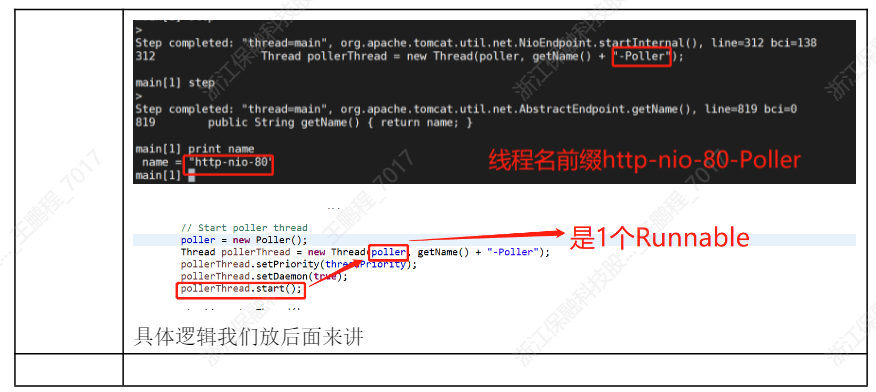 >
Step completed: "thread=main", org.apache.tomcat.util.net.NioEndpoint.startInternal(), line=312 bci=138
312 Thread pollerThread = new Thread(poller, getName() + "-Poller");
main[1] step
>
Step completed: "thread=main", org.apache.tomcat.util.net.AbstractEndpoint.getName(), line=819 bci=0
819 public String getName() { return name; }
main[1] print name
name = "http-nio-80"
main[1]
线程名前缀http-nio-80-Poller
// Start poller thread
poller = new Poller();
Thread pollerThread = new Thread(poller, getName() + "-Poller");
pollerThread.setPriority(threadPriority);
pollerThread.setDaemon(true);
pollerThread.start();
是1个Runnable
具体逻辑我们放后面来讲